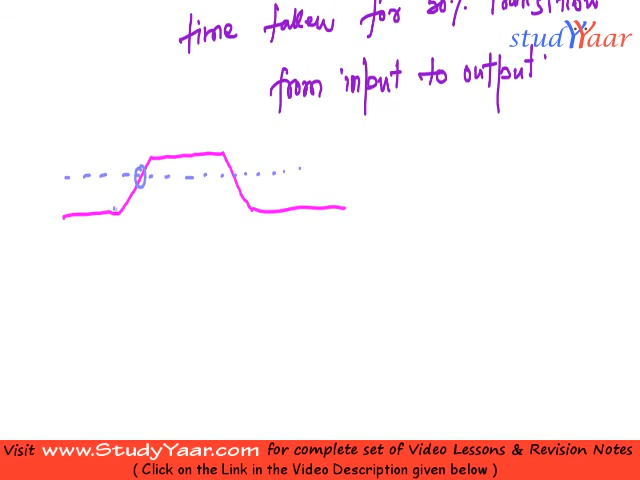 time taken for 50% transition
studYYaar
from input to output
Visit www.StudyYaar.com for complete set of Video Lessons & Revision Notes
( Click on the Link in the Video Description given below )